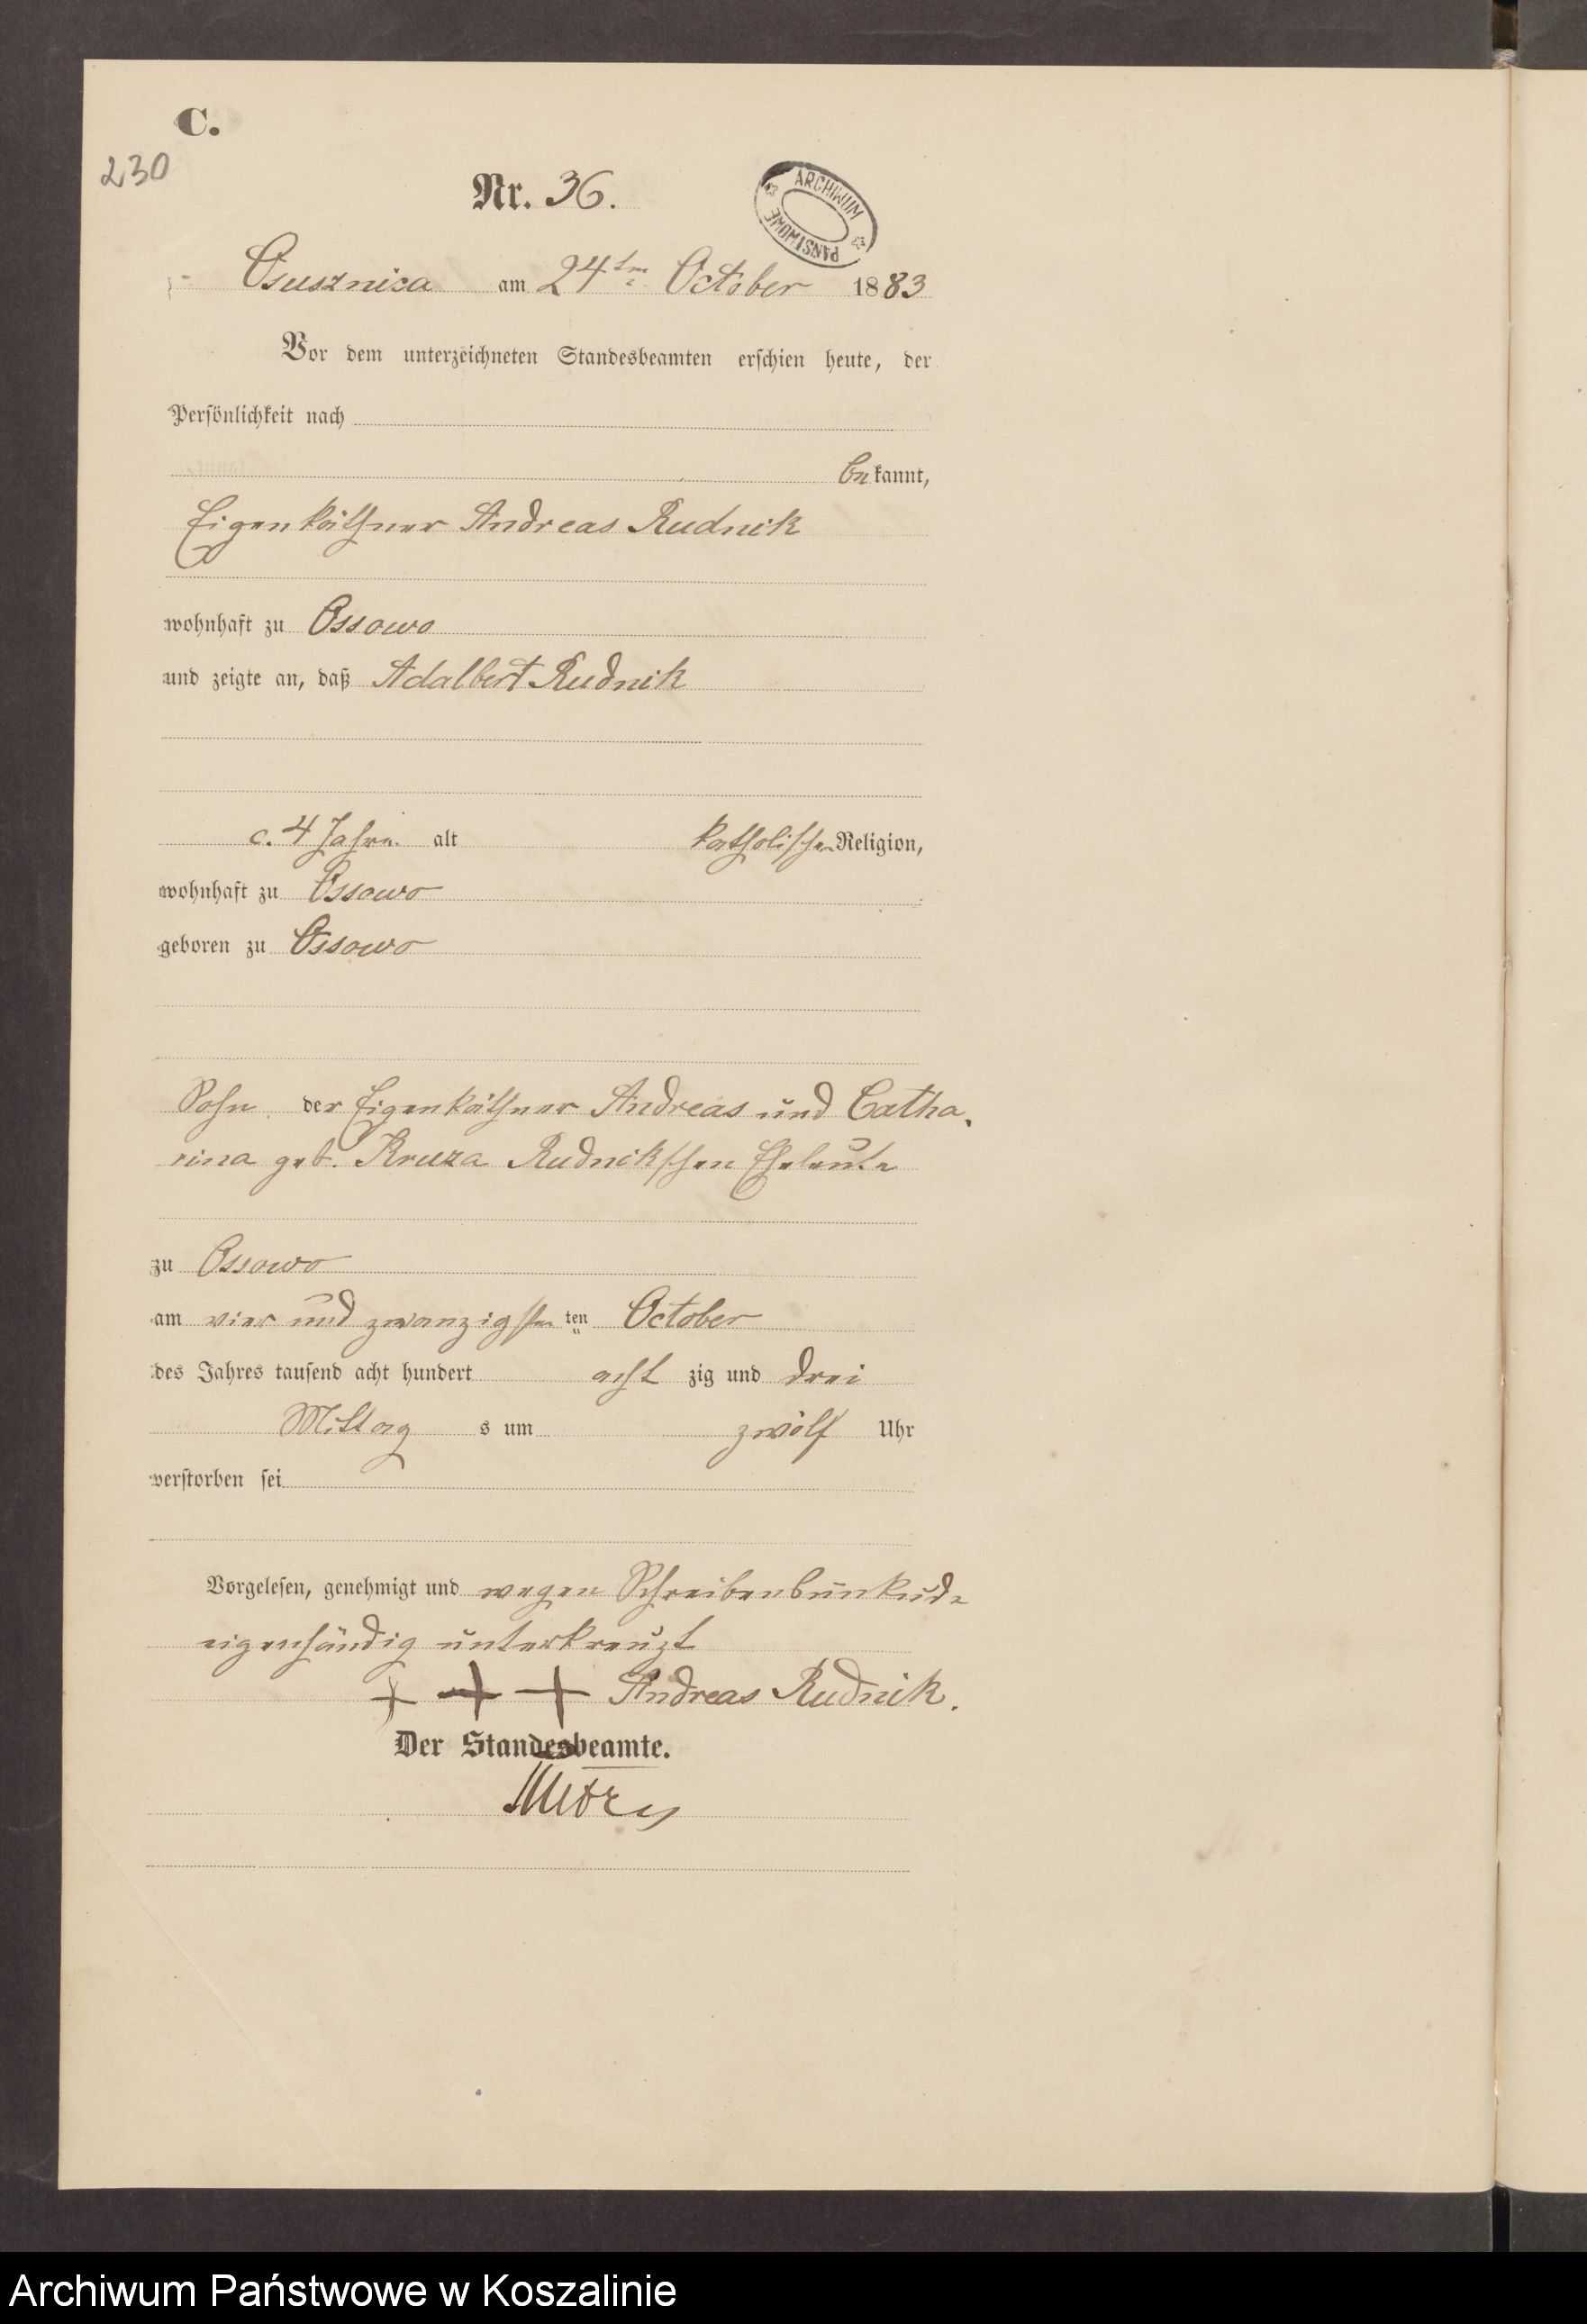 C.
230
Nr. 36.
ARCHIWUM PAŃSTWOWE
Osusznica am 24ten October 1883
Vor dem unterzeichneten Standesbeamten erschien heute, der
Persönlichkeit nach
bekannt,
Eigenkäthner Andreas Rudnik
wohnhaft zu Ossowo
und zeigte an, daß Adalbert Rudnik
c. 4 Jahre alt katholischer Religion,
wohnhaft zu Ossowo
geboren zu Ossowo
Sohn der Eigenkäthner Andreas und Catha-
rina geb. Kruza Rudnikschen Eheleute
zu Ossowo
am vier und zwanzigsten ten October
des Jahres tausend acht hundert acht zig und drei
Mittag s um zwölf Uhr
verstorben sei
Vorgelesen, genehmigt und wegen Schreibenbunkude
eigenhändig unterkreuzt
+ + + Andreas Rudnik.
Der Standesbeamte.
Archiwum Państwowe w Koszalinie